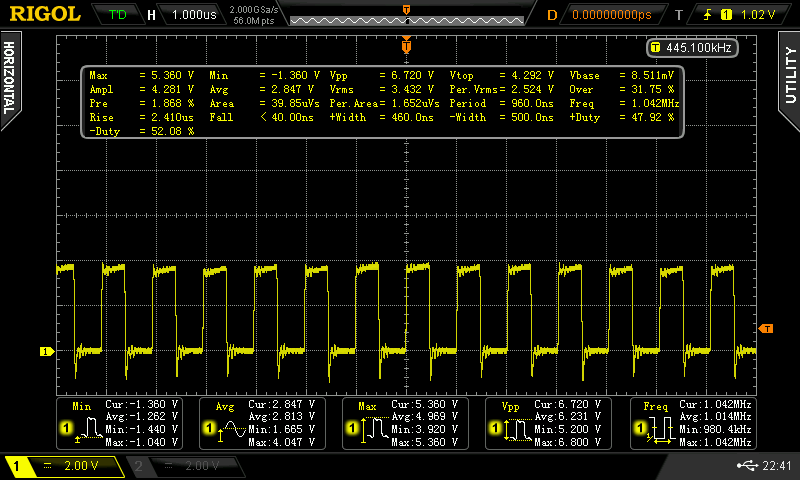 RIGOL T'D H 1.000us 2.000GSa/s 56.0M pts D 0.00000000ps T 1 1.02 V
HORIZONTAL
UTILITY
T 445.100kHz
Max = 5.360 V Min = -1.360 V Vpp = 6.720 V Vtop = 4.292 V Vbase = 8.511mV
Ampl = 4.281 V Avg = 2.847 V Vrms = 3.432 V Per.Vrms= 2.524 V Over = 31.75 %
Pre = 1.868 % Area = 39.85uVs Per.Area= 1.652uVs Period = 960.0ns Freq = 1.042MHz
Rise = 2.410us Fall < 40.00ns +Width = 460.0ns -Width = 500.0ns +Duty = 47.92 %
-Duty = 52.08 %
T
1
T
Min
1
Cur:-1.360 V
Avg:-1.262 V
Min:-1.440 V
Max:-1.040 V
Avg
1
Cur: 2.847 V
Avg: 2.813 V
Min: 1.665 V
Max: 4.047 V
Max
1
Cur: 5.360 V
Avg: 4.969 V
Min: 3.920 V
Max: 5.360 V
Vpp
1
Cur: 6.720 V
Avg: 6.231 V
Min: 5.200 V
Max: 6.800 V
Freq
1
Cur: 1.042MHz
Avg: 1.014MHz
Min: 980.4kHz
Max: 1.042MHz
1 = 2.00 V 2 = 2.00 V 22:41